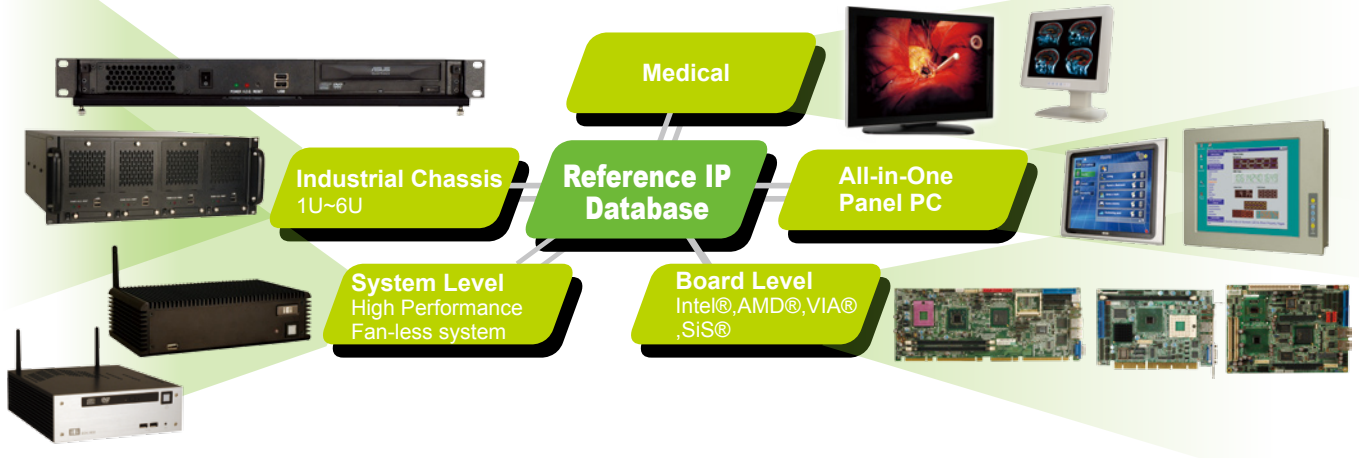 Medical
Industrial Chassis
1U~6U
Reference IP
Database
All-in-One
Panel PC
System Level
High Performance
Fan-less system
Board Level
Intel®,AMD®,VIA®
,SiS®
ASUS